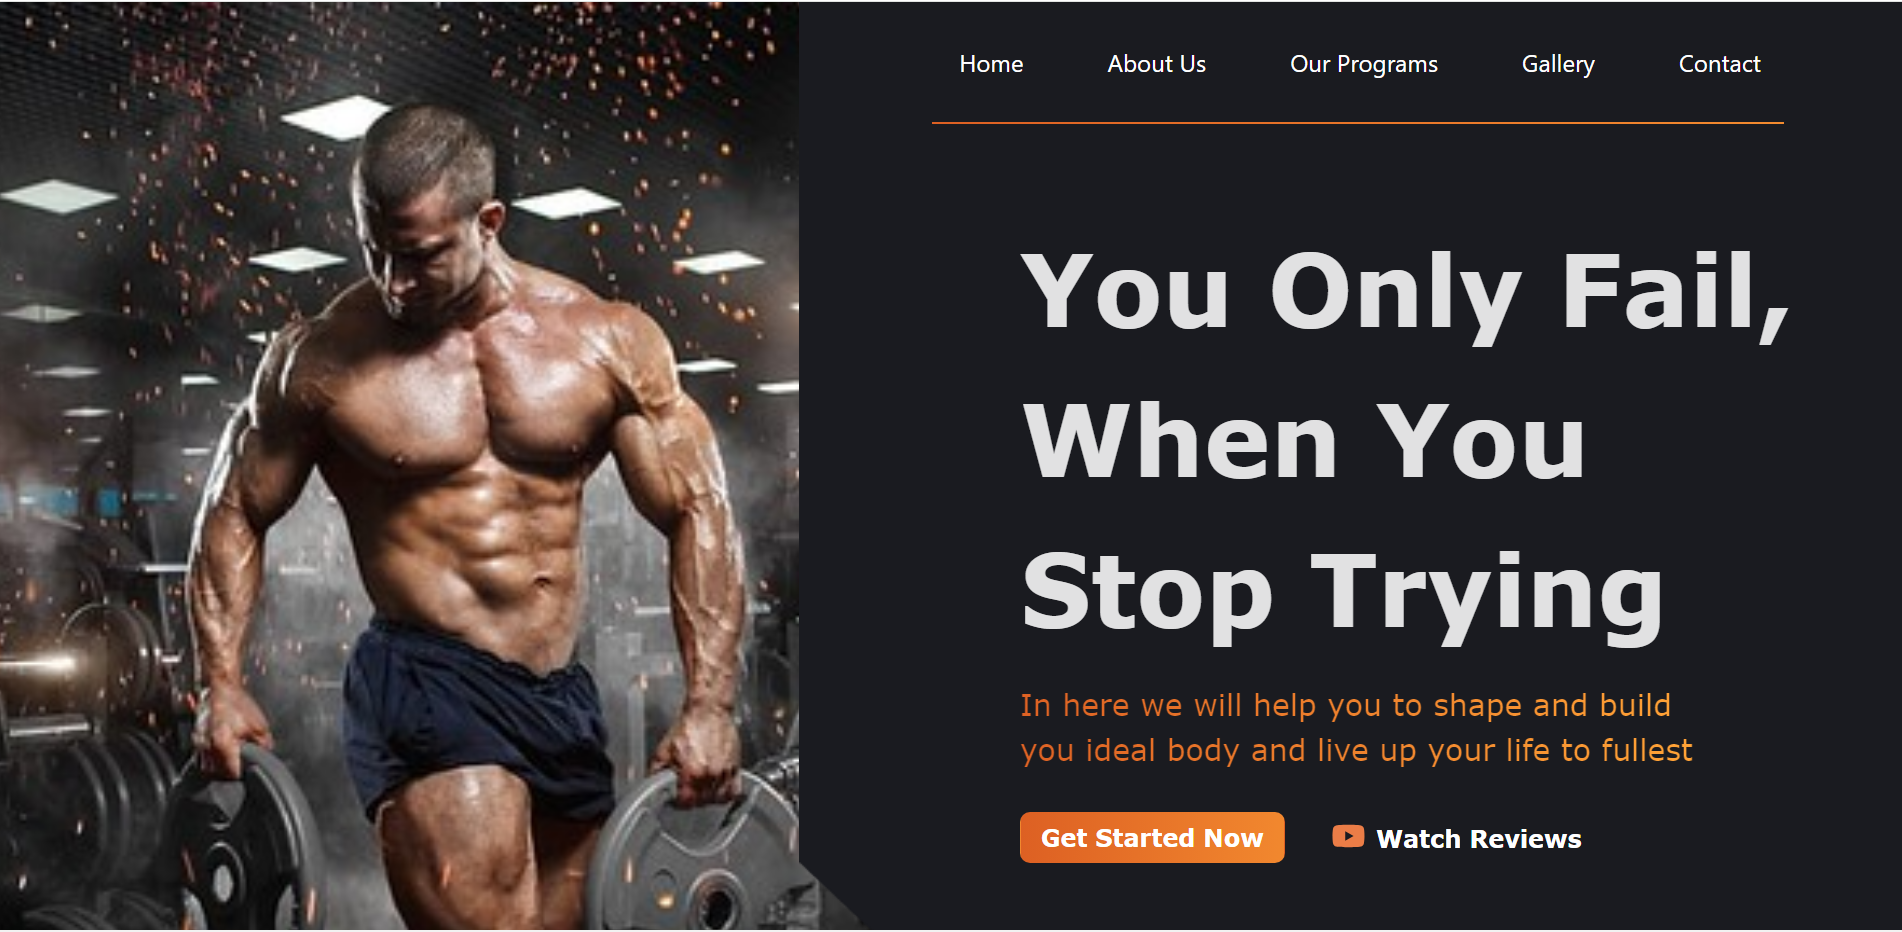 Home About Us Our Programs Gallery Contact
You Only Fail,
When You
Stop Trying
In here we will help you to shape and build
you ideal body and live up your life to fullest
Get Started Now Watch Reviews